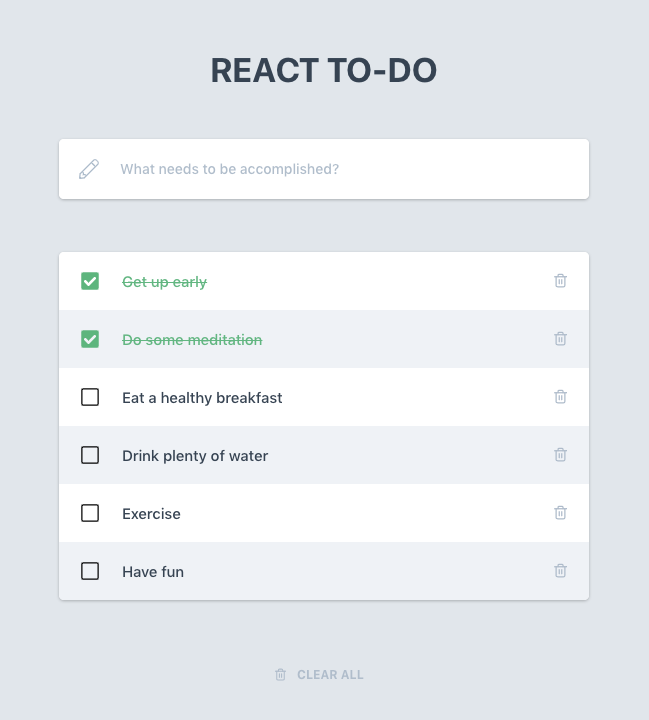 REACT TO-DO
What needs to be accomplished?
Get up early
Do some meditation
Eat a healthy breakfast
Drink plenty of water
Exercise
Have fun
CLEAR ALL